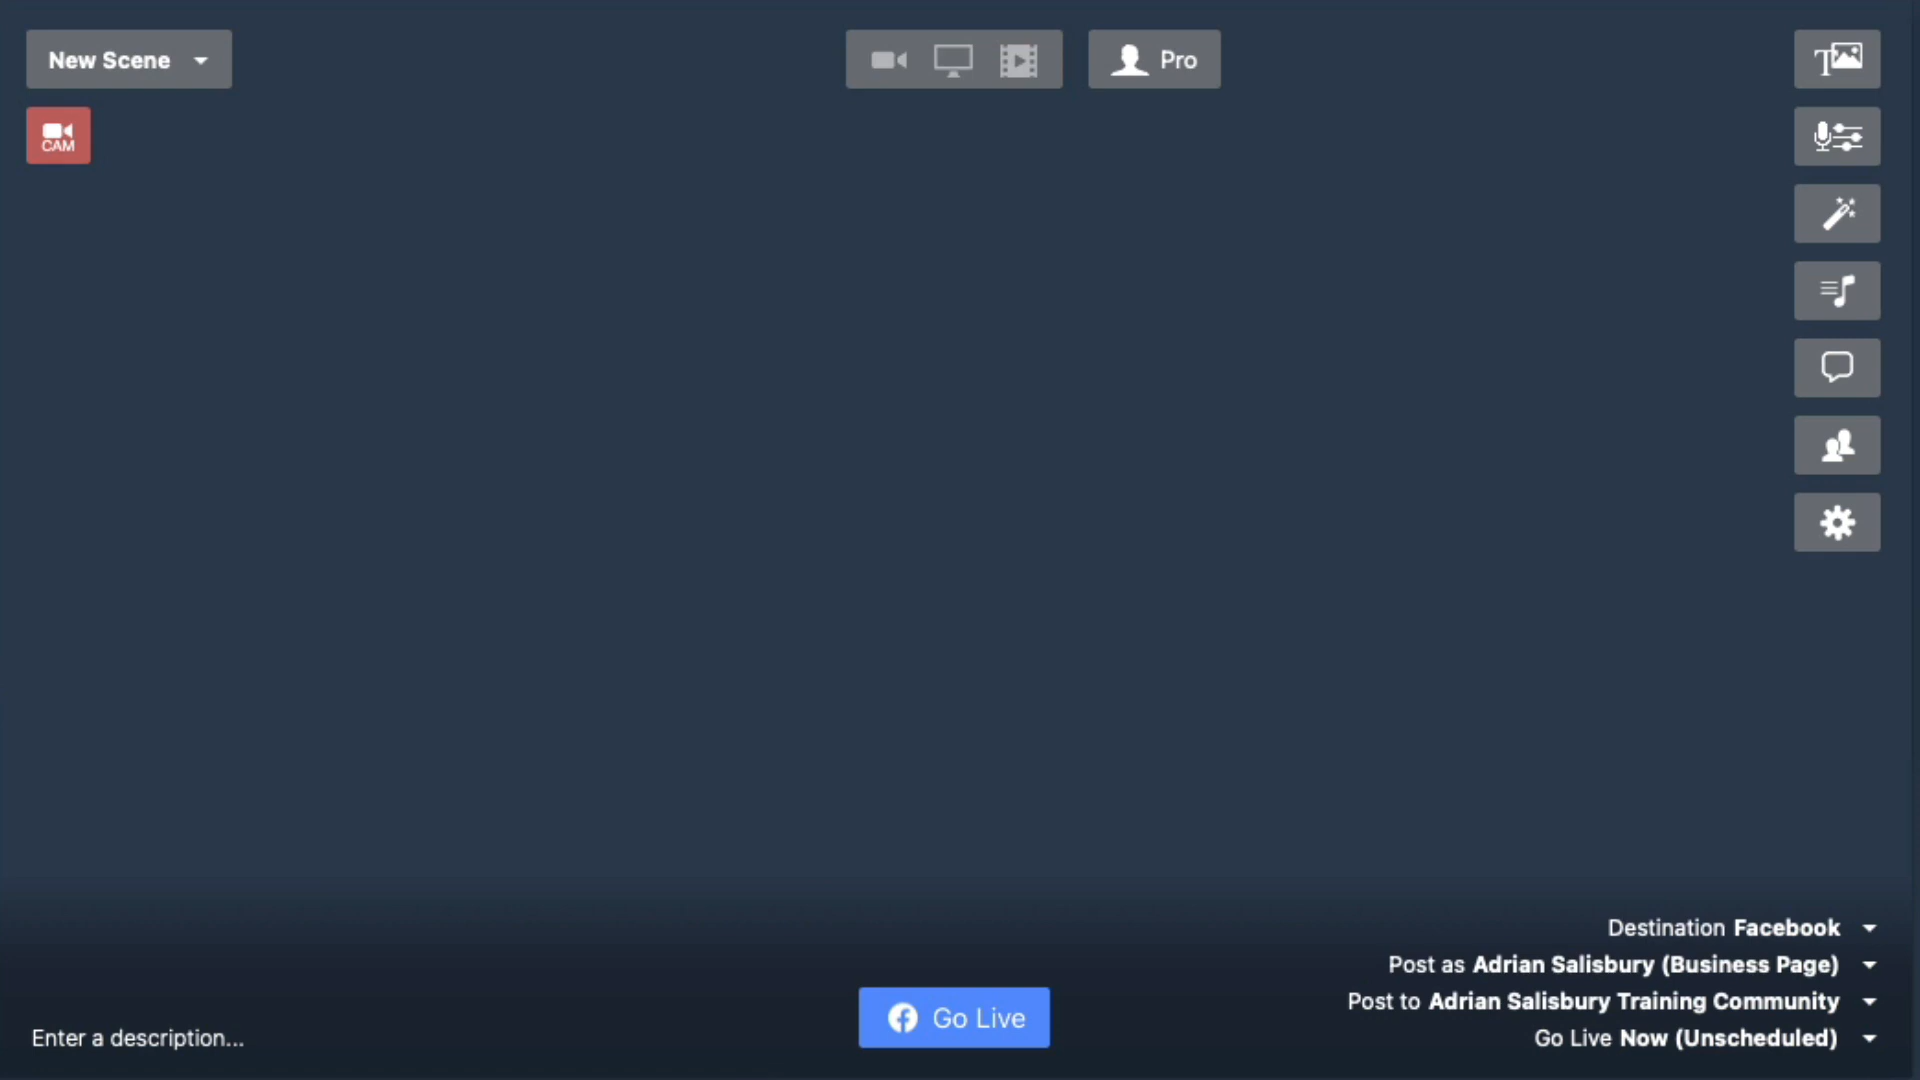 New Scene
Pro
CAM
T
Destination Facebook
Post as Adrian Salisbury (Business Page)
Post to Adrian Salisbury Training Community
Go Live
Enter a description...
Go Live Now (Unscheduled)